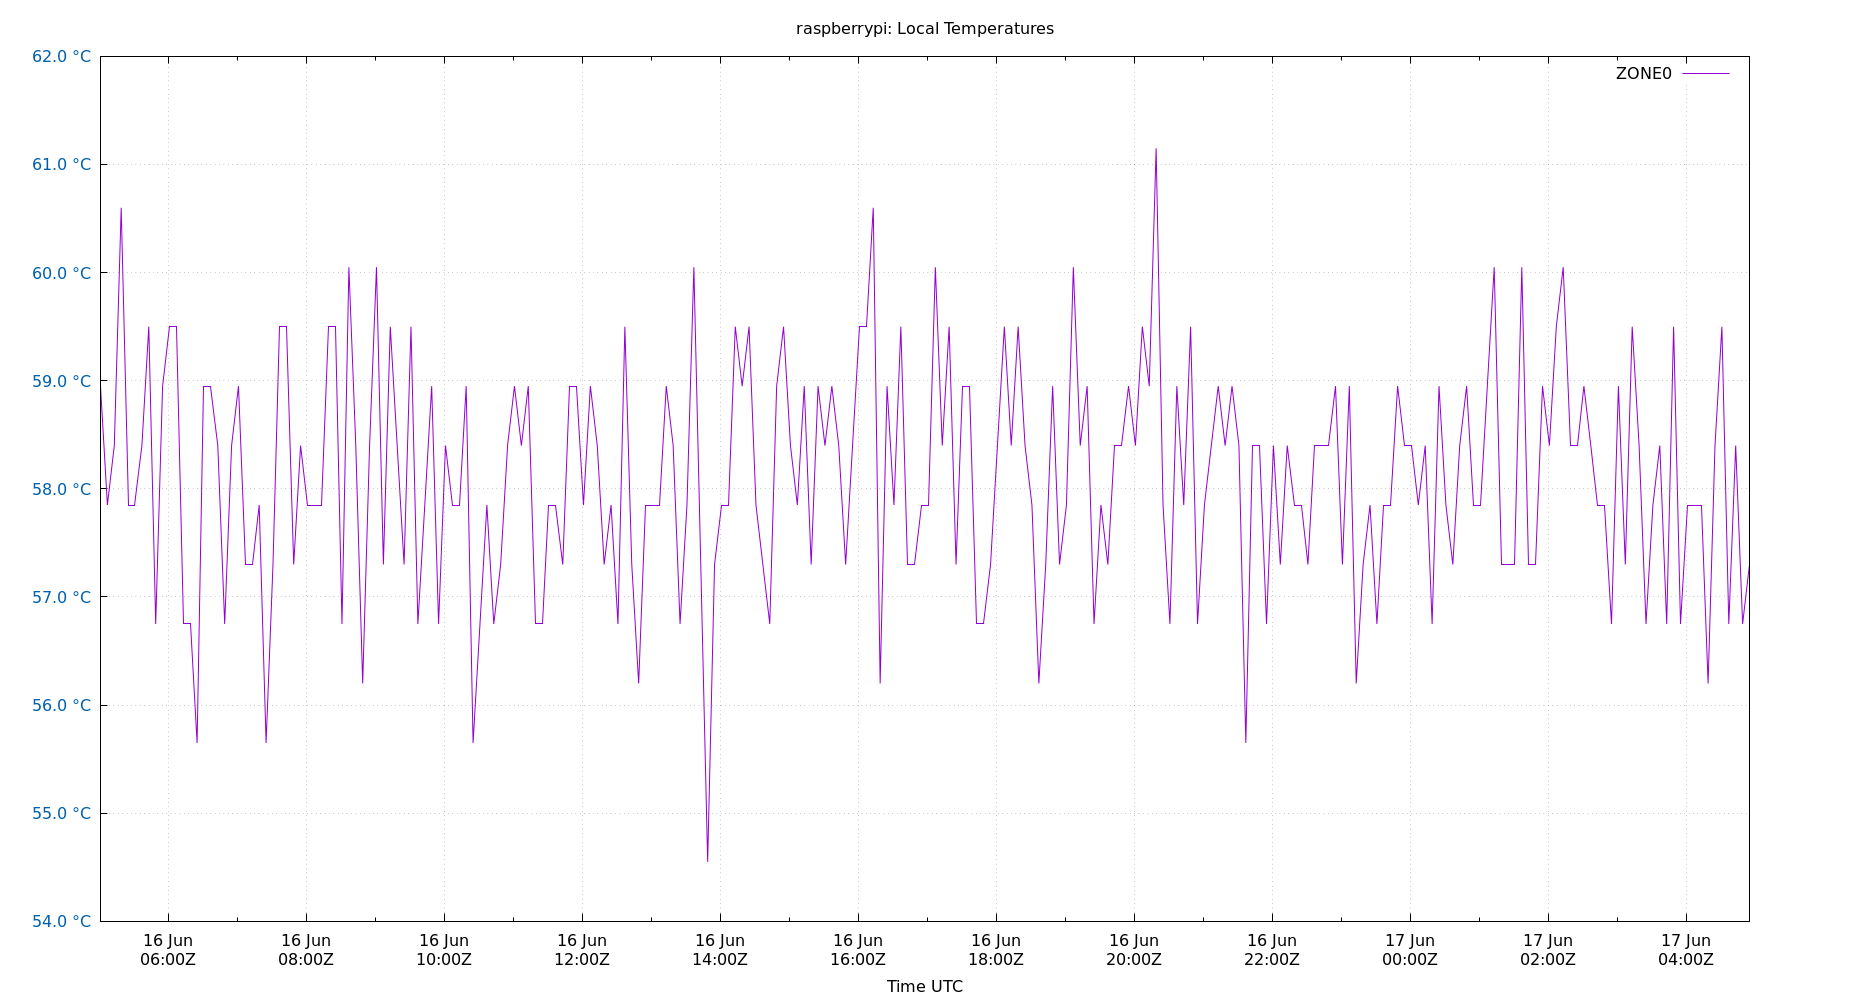 raspberrypi: Local Temperatures
62.0 °C
ZONE0
61.0 °C
60.0 °C
59.0 °C
58.0 °C
57.0 °C
56.0 °C
55.0 °C
54.0 °C
16 Jun 16 Jun 16 Jun 16 Jun 16 Jun 16 Jun 16 Jun 16 Jun 16 Jun 17 Jun 17 Jun 17 Jun
06:00Z 08:00Z 10:00Z 12:00Z 14:00Z 16:00Z 18:00Z 20:00Z 22:00Z 00:00Z 02:00Z 04:00Z
Time UTC